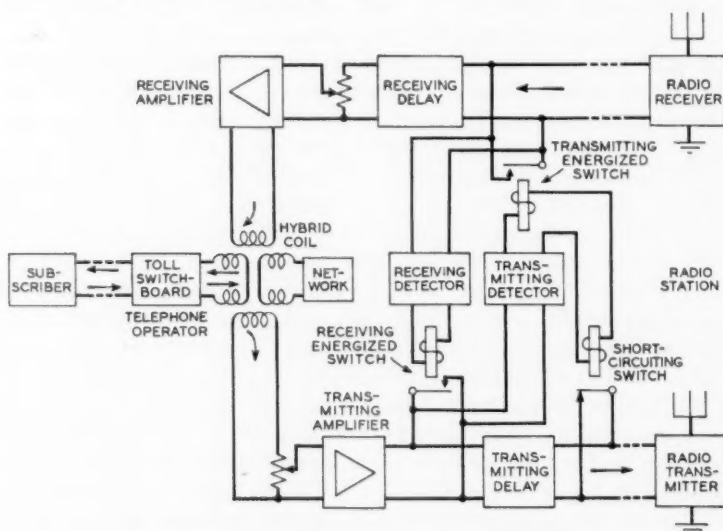 RECEIVING
AMPLIFIER
RECEIVING
DELAY
RADIO
RECEIVER
TRANSMITTING
ENERGIZED
SWITCH
HYBRID
COIL
SUB-
SCRIBER
TOLL
SWITCH-
BOARD
NET-
WORK
TELEPHONE
OPERATOR
RECEIVING
DETECTOR
TRANS-
MITTING
DETECTOR
RADIO
STATION
RECEIVING
ENERGIZED
SWITCH
SHORT-
CIRCUITING
SWITCH
TRANS-
MITTING
AMPLIFIER
TRANS-
MITTING
DELAY
RADIO
TRANS-
MITTER